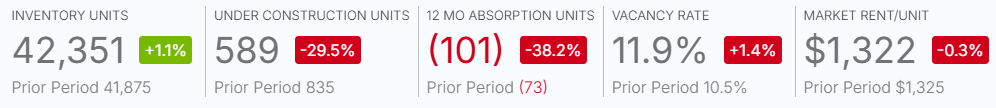 INVENTORY UNITS
42,351 +1.1%
Prior Period 41,875
UNDER CONSTRUCTION UNITS
589 -29.5%
Prior Period 835
12 MO ABSORPTION UNITS
(101) -38.2%
Prior Period (73)
VACANCY RATE
11.9% +1.4%
Prior Period 10.5%
MARKET RENT/UNIT
$1,322 -0.3%
Prior Period $1,325